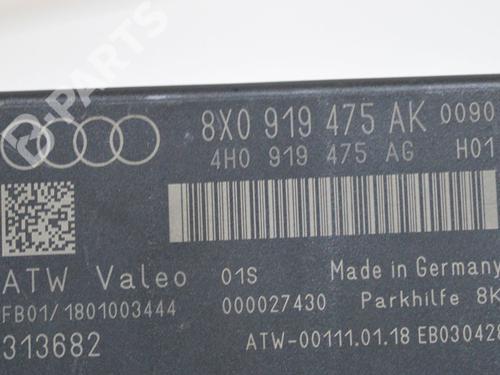 B-PARTS
8X0 919 475 AK 0090
4H0 919 475 AG H01
ATW Valeo 01S Made in Germany
FB01/1801003444 000027430 Parkhilfe 8K
313682 ATW-00111.01.18 EB030428